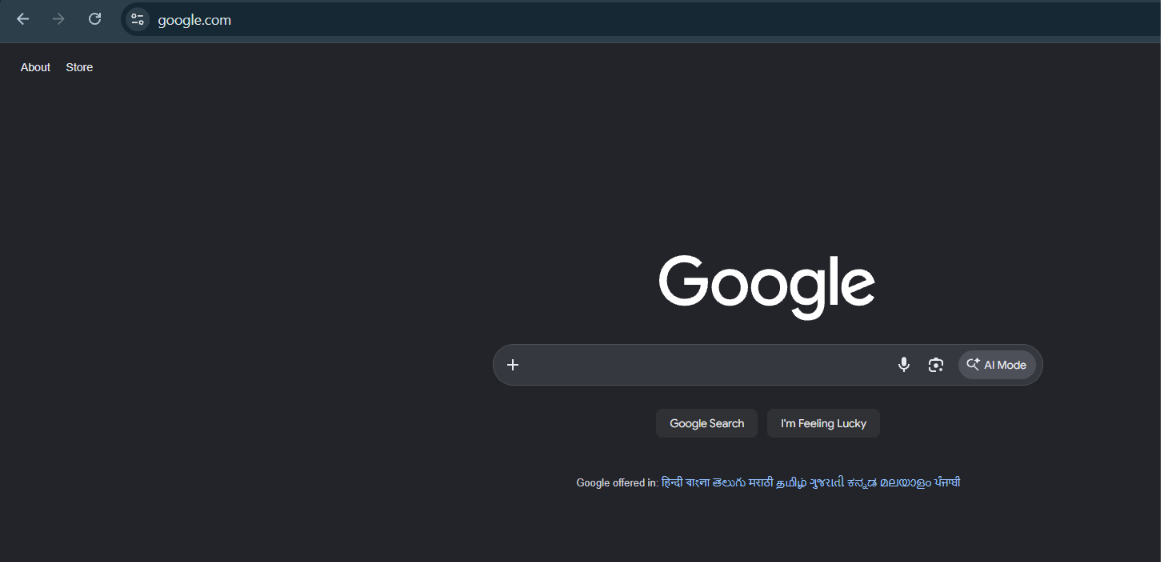 google.com
About Store
Google
AI Mode
Google Search I'm Feeling Lucky
Google offered in: हिन्दी বাংলা తెలుగు मराठी தமிழ் ગુજરાતી ಕನ್ನಡ മലയാളം ਪੰਜਾਬੀ